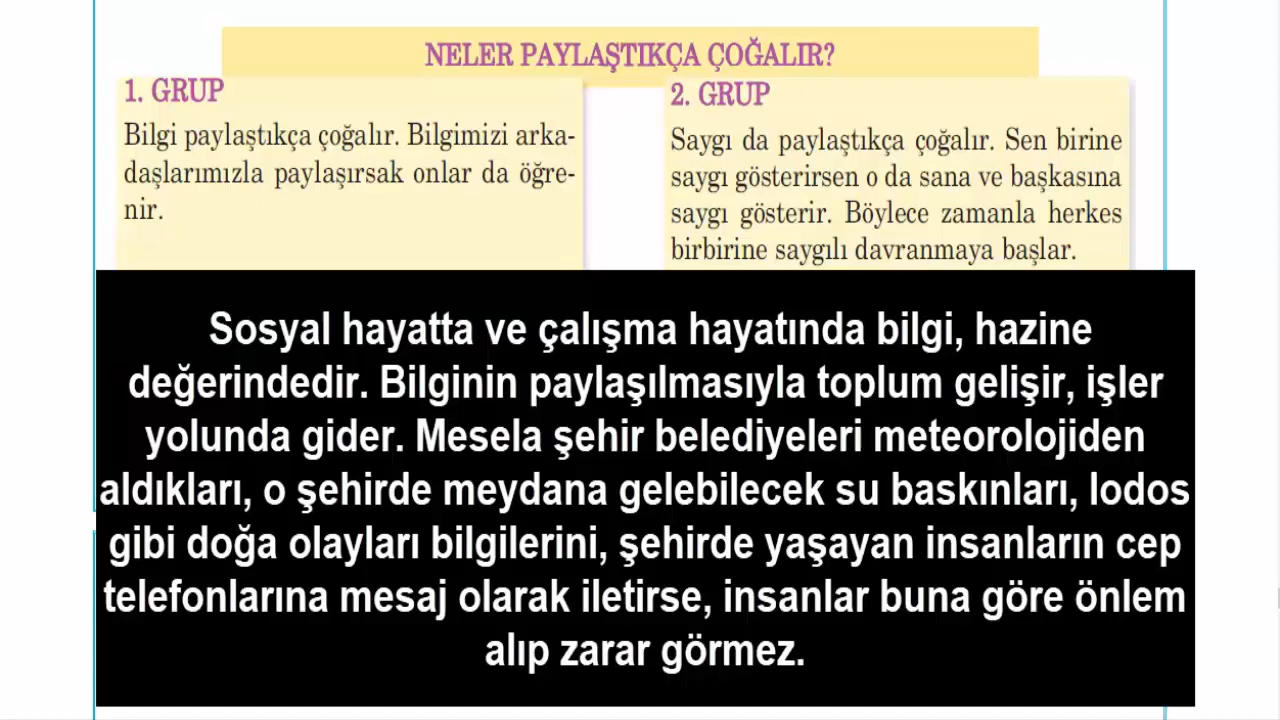 NELER PAYLAŞTIKÇA ÇOĞALIR?
1. GRUP
Bilgi paylaştıkça çoğalır. Bilgimizi arka-
daşlarımızla paylaşırsak onlar da öğre-
nir.
2. GRUP
Saygı da paylaştıkça çoğalır. Sen birine
saygı gösterirsen o da sana ve başkasına
saygı gösterir. Böylece zamanla herkes
birbirine saygılı davranmaya başlar.
Sosyal hayatta ve çalışma hayatında bilgi, hazine
değerindedir. Bilginin paylaşılmasıyla toplum gelişir, işler
yolunda gider. Mesela şehir belediyeleri meteorolojiden
aldıkları, o şehirde meydana gelebilecek su baskınları, lodos
gibi doğa olayları bilgilerini, şehirde yaşayan insanların cep
telefonlarına mesaj olarak iletirse, insanlar buna göre önlem
alıp zarar görmez.